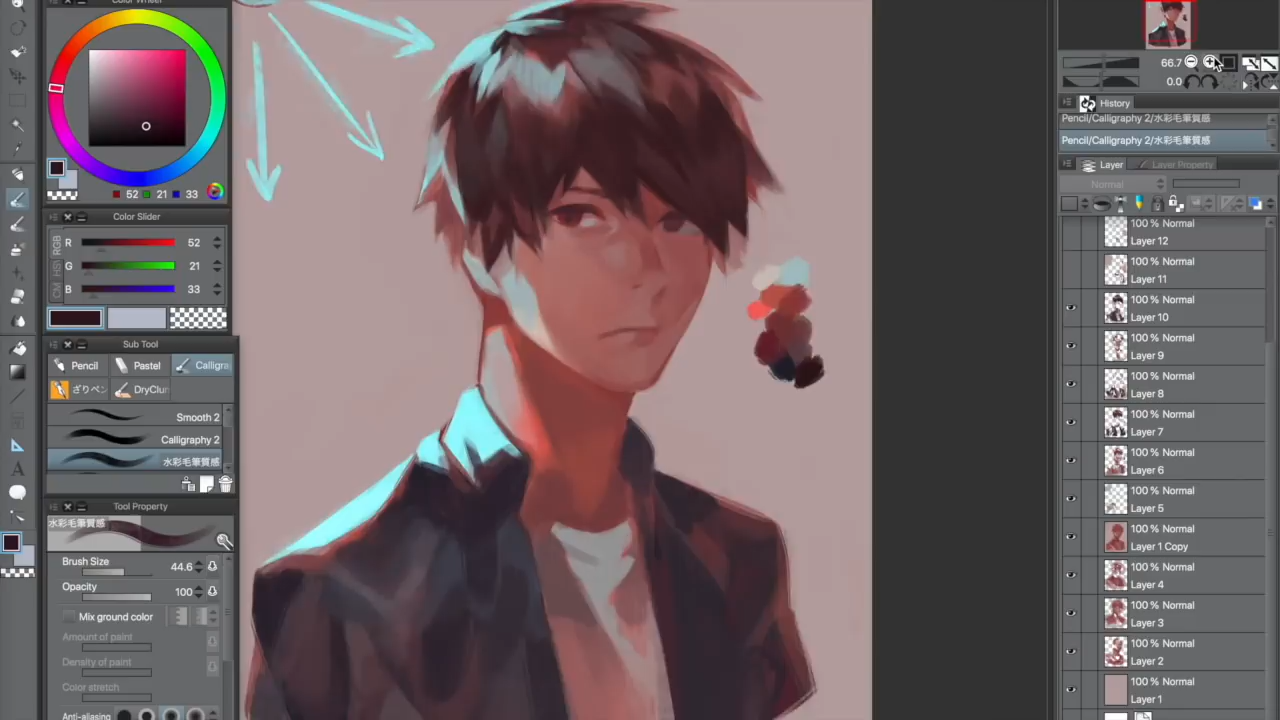 Color Wheel
52 21 33
Color Slider
RGB
R 52
G 21
B 33
Sub Tool
Pencil
Pastel
Calligra
ざりペン
DryClun
Smooth 2
Calligraphy 2
水彩毛筆質感
Tool Property
水彩毛筆質感
Brush Size 44.6
Opacity 100
Mix ground color
Amount of paint
Density of paint
Color stretch
Anti-aliasing
66.7
0.0
History
Pencil/Calligraphy 2/水彩毛筆質感
Pencil/Calligraphy 2/水彩毛筆質感
Layer
Layer Property
Normal
100 % Normal
Layer 12
100 % Normal
Layer 11
100 % Normal
Layer 10
100 % Normal
Layer 9
100 % Normal
Layer 8
100 % Normal
Layer 7
100 % Normal
Layer 6
100 % Normal
Layer 5
100 % Normal
Layer 1 Copy
100 % Normal
Layer 4
100 % Normal
Layer 3
100 % Normal
Layer 2
100 % Normal
Layer 1